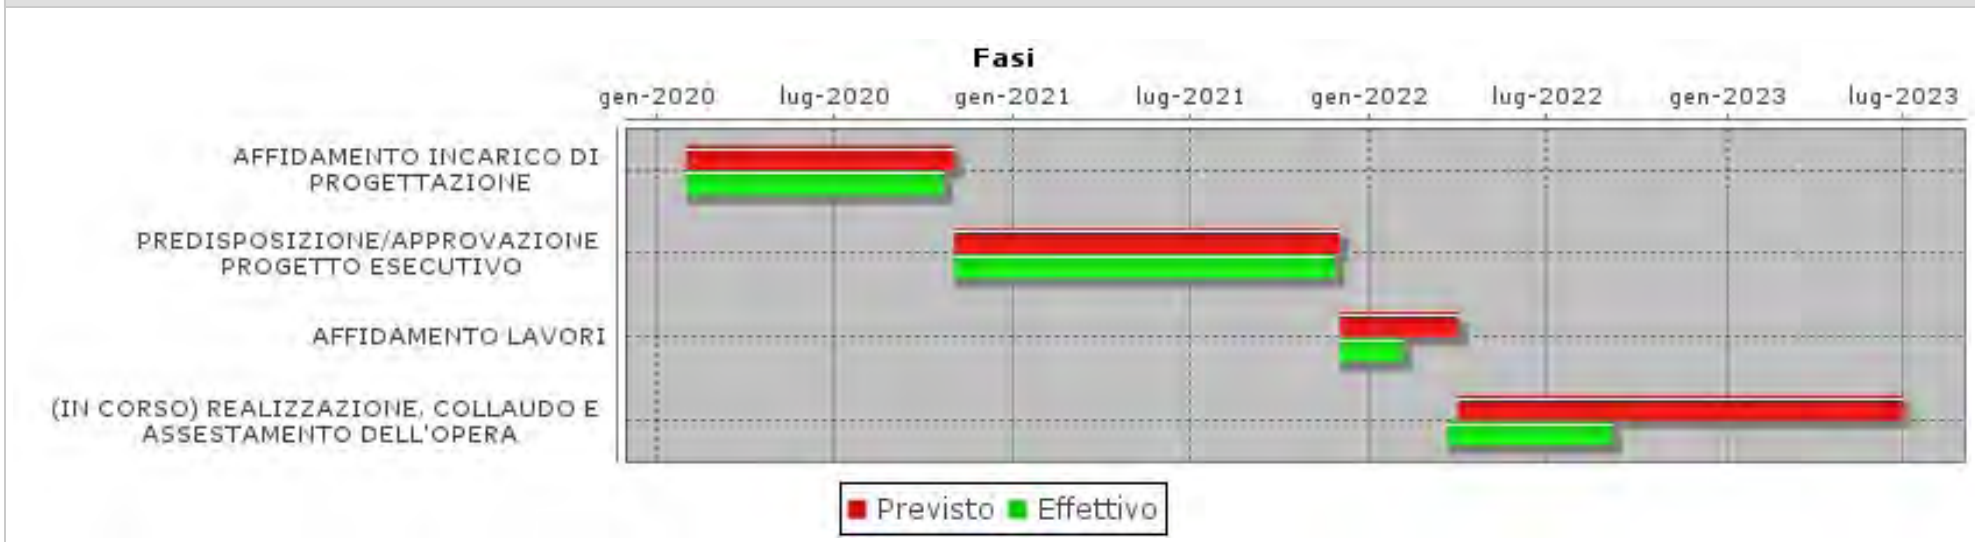 Fasi
gen-2020 lug-2020 gen-2021 lug-2021 gen-2022 lug-2022 gen-2023 lug-2023
AFFIDAMENTO INCARICO DI
PROGETTAZIONE
PREDISPOSIZIONE/APPROVAZIONE
PROGETTO ESECUTIVO
AFFIDAMENTO LAVORI
(IN CORSO) REALIZZAZIONE, COLLAUDO E
ASSESTAMENTO DELL'OPERA
Previsto Effettivo